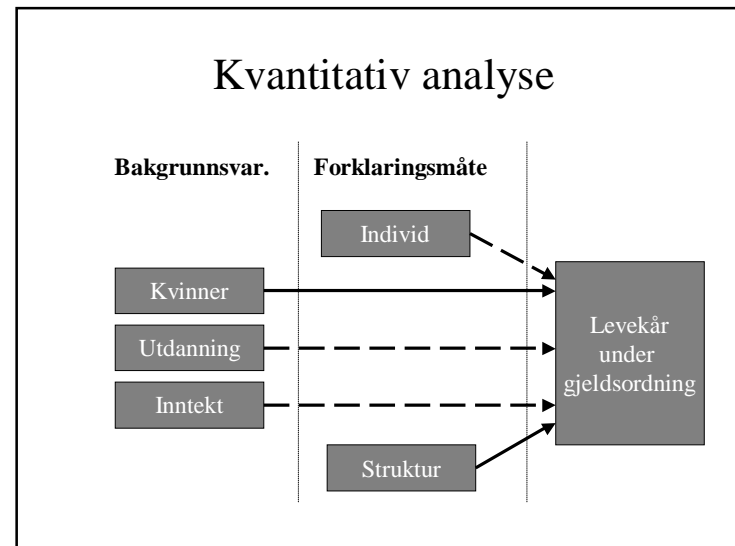 Kvantitativ analyse
Bakgrunnsvar.
Forklaringsmåte
Individ
Kvinner
Utdanning
Inntekt
Struktur
Levekår
under
gjeldsordning